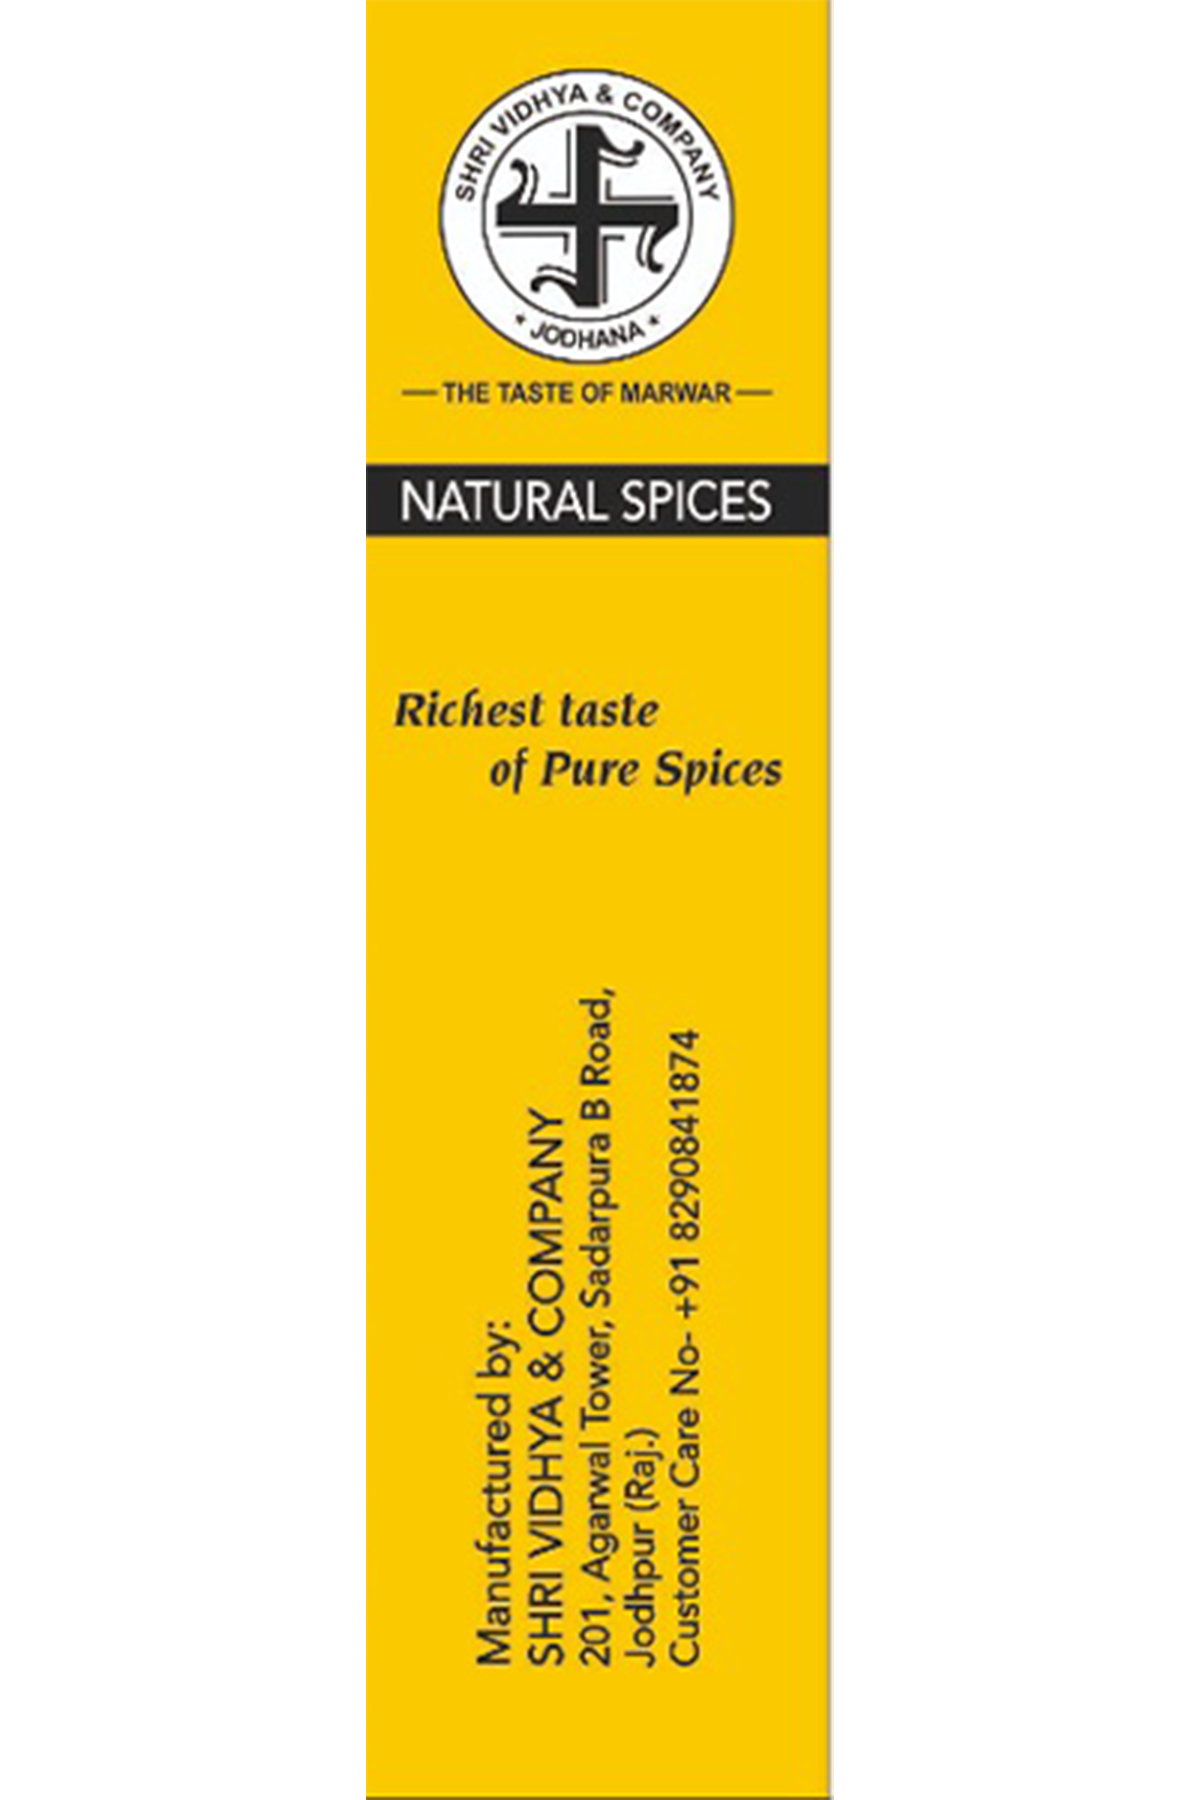 SHRI VIDHYA & COMPANY
* JODHANA *
THE TASTE OF MARWAR
NATURAL SPICES
Richest taste
of Pure Spices
Manufactured by:
SHRI VIDHYA & COMPANY
201, Agarwal Tower, Sadarpura B Road,
Jodhpur (Raj.)
Customer Care No- +91 8290841874